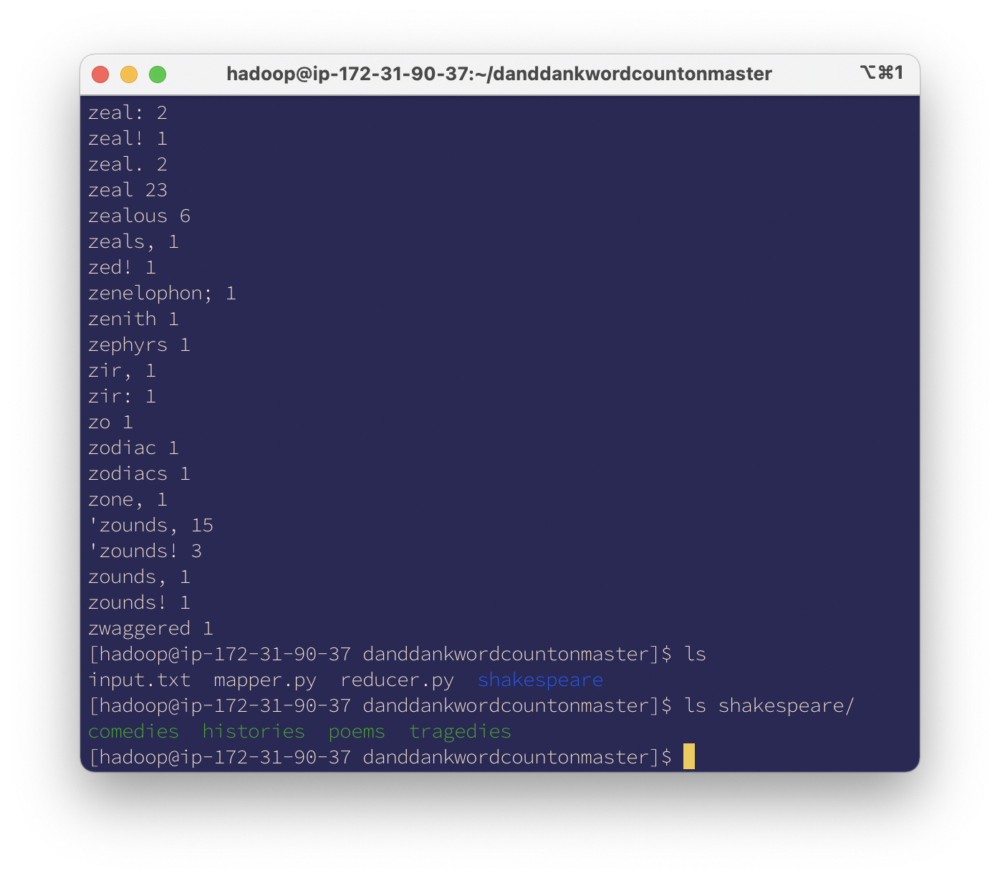 hadoop@ip-172-31-90-37:~/danddankwordcountonmaster ⌥⌘1
zeal: 2
zeal! 1
zeal. 2
zeal 23
zealous 6
zeals, 1
zed! 1
zenelophon; 1
zenith 1
zephyrs 1
zir, 1
zir: 1
zo 1
zodiac 1
zodiacs 1
zone, 1
'zounds, 15
'zounds! 3
zounds, 1
zounds! 1
zwaggered 1
[hadoop@ip-172-31-90-37 danddankwordcountonmaster]$ ls
input.txt  mapper.py  reducer.py  shakespeare
[hadoop@ip-172-31-90-37 danddankwordcountonmaster]$ ls shakespeare/
comedies  histories  poems  tragedies
[hadoop@ip-172-31-90-37 danddankwordcountonmaster]$